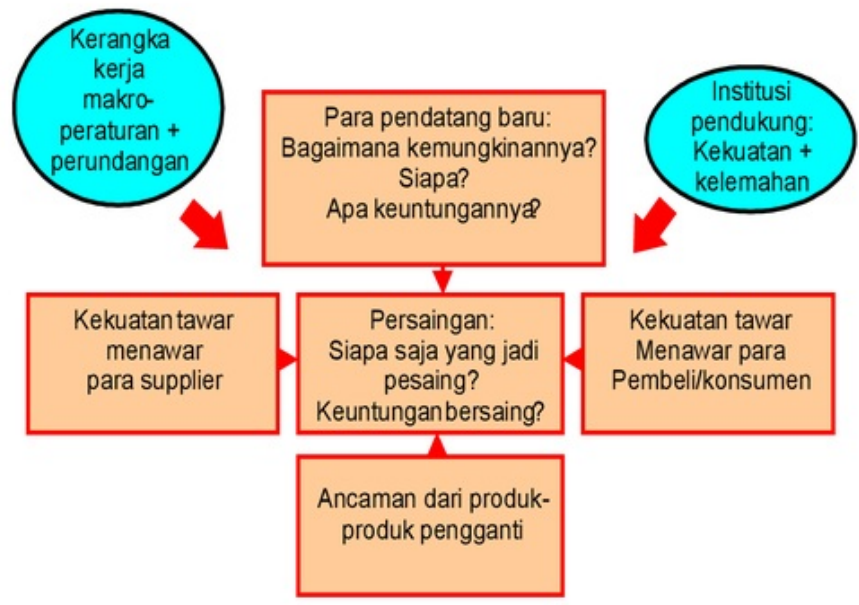 Kerangka
kerja
makro-
peraturan +
perundangan
Para pendatang baru:
Bagaimana kemungkinannya?
Siapa?
Apa keuntungannya?
Institusi
pendukung:
Kekuatan +
kelemahan
Kekuatan tawar
menawar
para supplier
Persaingan:
Siapa saja yang jadi
pesaing?
Keuntungan bersaing?
Kekuatan tawar
Menawar para
Pembeli/konsumen
Ancaman dari produk-
produk pengganti